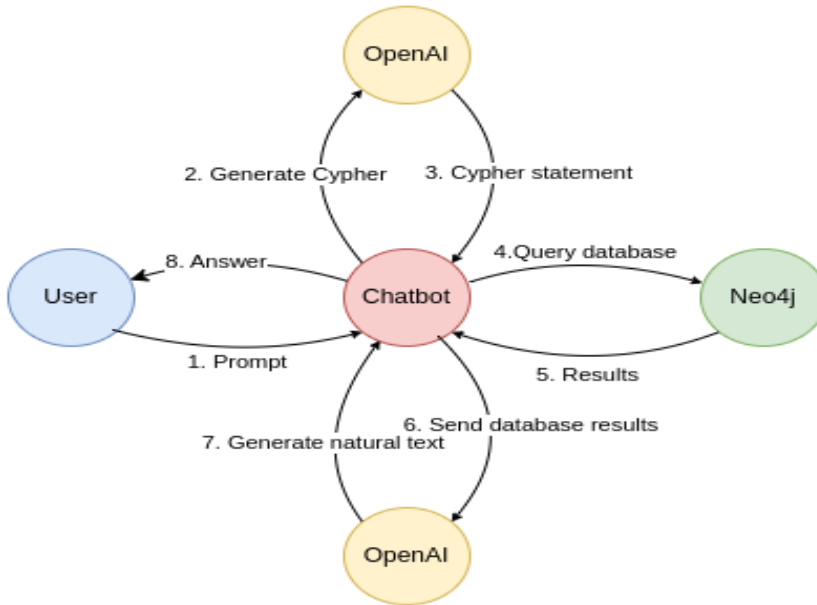 OpenAI
2. Generate Cypher
3. Cypher statement
8. Answer
4.Query database
User
Chatbot
Neo4j
1. Prompt
5. Results
6. Send database results
7. Generate natural text
OpenAI